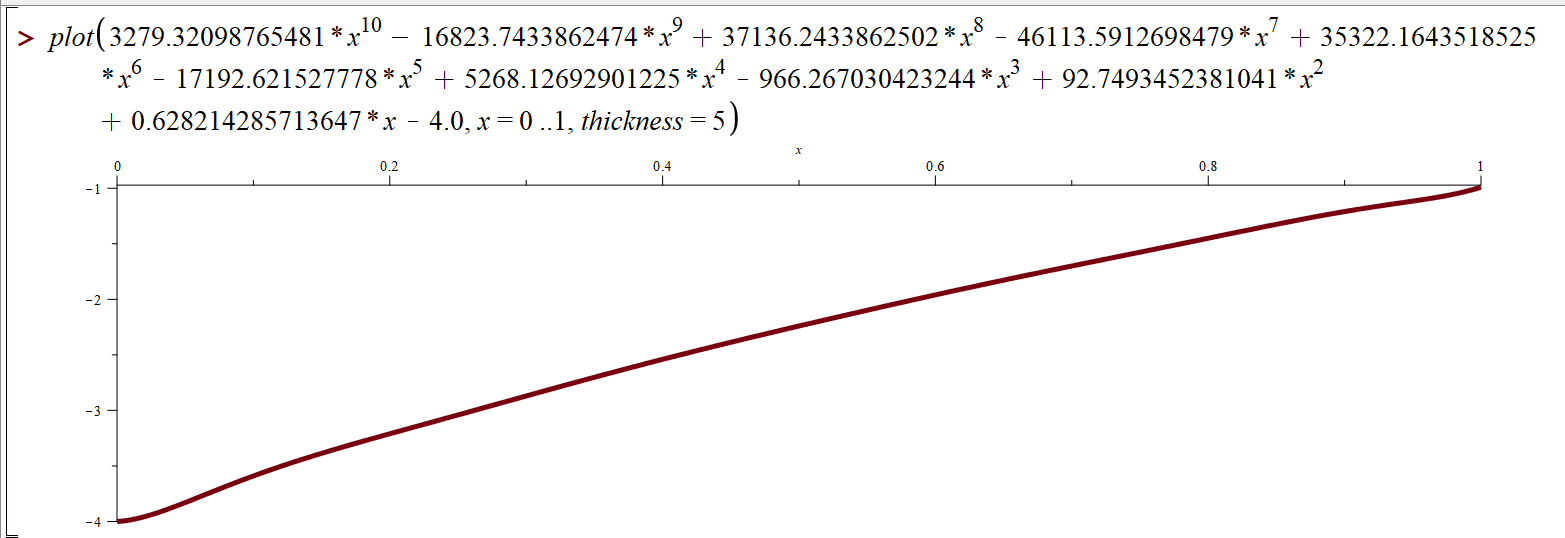 > plot(3279.32098765481*x^10 − 16823.7433862474*x^9 + 37136.2433862502*x^8 − 46113.5912698479*x^7 + 35322.1643518525
*x^6 − 17192.621527778*x^5 + 5268.12692901225*x^4 − 966.267030423244*x^3 + 92.7493452381041*x^2
+ 0.628214285713647*x − 4.0, x = 0 ..1, thickness = 5)
x
0 0.2 0.4 0.6 0.8 1
−1
−2
−3
−4